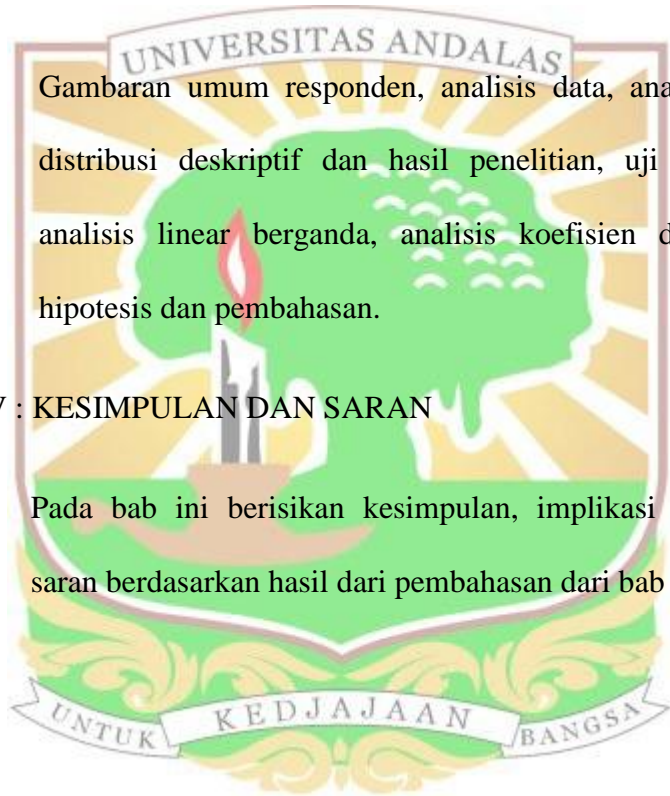 UNIVERSITAS ANDALAS
Gambaran umum responden, analisis data,
distribusi deskriptif dan hasil penelitian, uji
analisis linear berganda, analisis koefisien
hipotesis dan pembahasan.
: KESIMPULAN DAN SARAN
Pada bab ini berisikan kesimpulan, implikasi
saran berdasarkan hasil dari pembahasan dari bab
UNTUK KEDJAJAAN BANGSA